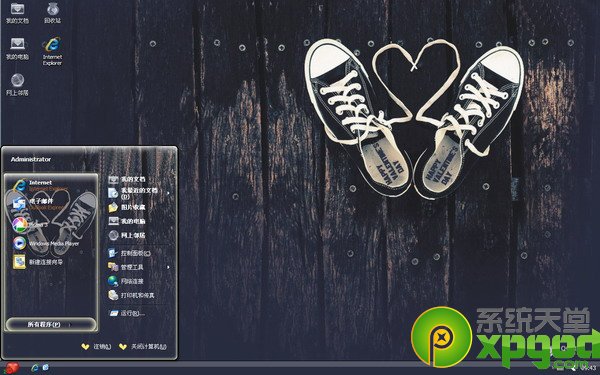 我的文档
回收站
我的电脑
Internet
Explorer
网上邻居
HAPPY
VALENTINE'S
DAY
HAPPY
VALENTINE'S
DAY
Administrator
Internet
Internet Explorer
电子邮件
Outlook Express
Windows Media Player
新建连接向导
所有程序(P)
我的文档
我最近的文档
(D)
图片收藏
我的电脑
网上邻居
控制面板(C)
管理工具
网络连接
打印机和传真
运行(R)...
注销(L)
关闭计算机(U)
系统天堂
xpgod